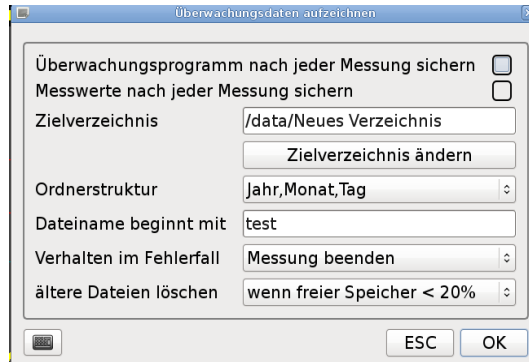 Überwachungsdaten aufzeichnen
Überwachungsprogramm nach jeder Messung sichern
Messwerte nach jeder Messung sichern
Zielverzeichnis /data/Neues Verzeichnis
Zielverzeichnis ändern
Ordnerstruktur Jahr,Monat,Tag
Dateiname beginnt mit test
Verhalten im Fehlerfall Messung beenden
ältere Dateien löschen wenn freier Speicher < 20%
ESC OK